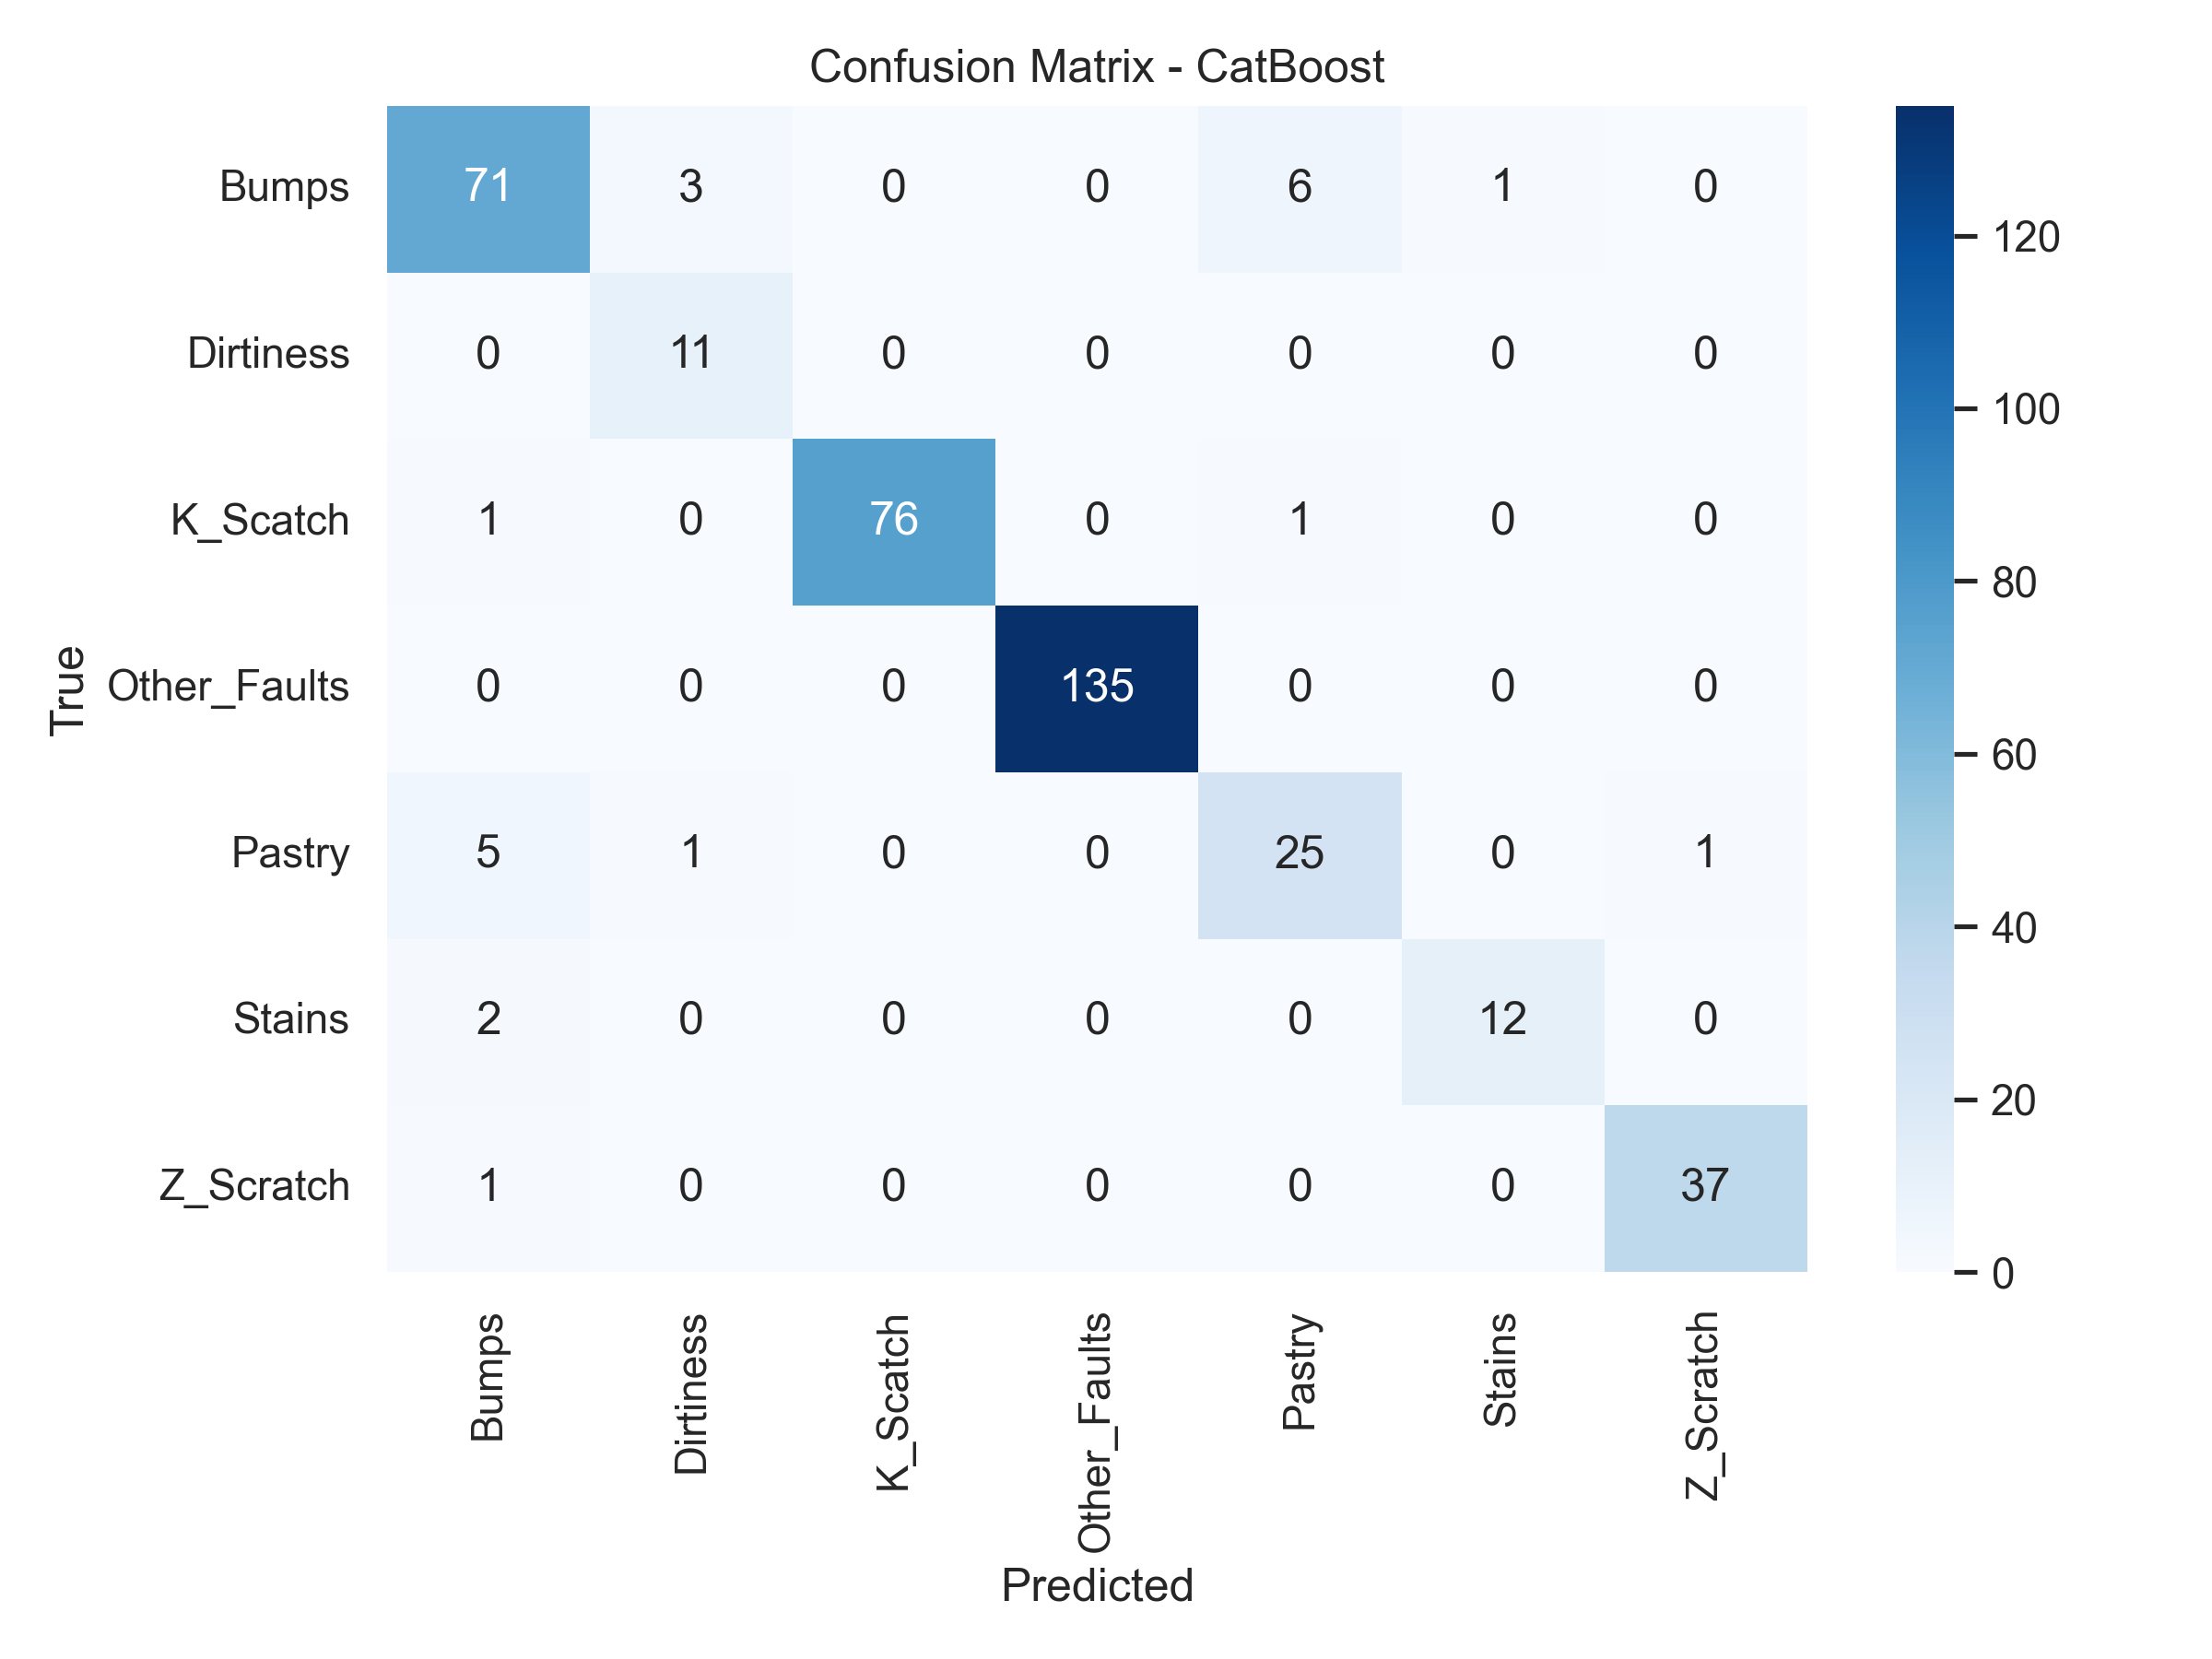 Confusion Matrix - CatBoost
Bumps 71 3 0 0 6 1 0
Dirtiness 0 11 0 0 0 0 0
K_Scatch 1 0 76 0 1 0 0
Other_Faults 0 0 0 135 0 0 0
Pastry 5 1 0 0 25 0 1
Stains 2 0 0 0 0 12 0
Z_Scratch 1 0 0 0 0 0 37
True
Bumps Dirtiness K_Scatch Other_Faults Pastry Stains Z_Scratch
Predicted
120
100
80
60
40
20
0